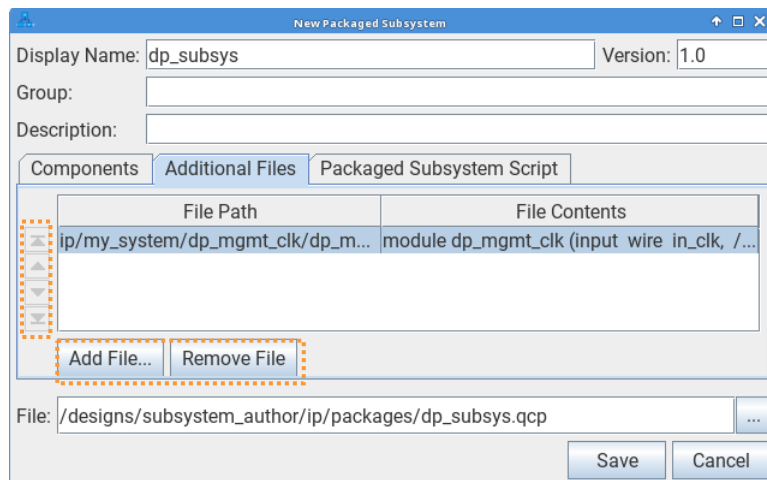 New Packaged Subsystem
Display Name: dp_subsys Version: 1.0
Group:
Description:
Components Additional Files Packaged Subsystem Script
File Path File Contents
ip/my_system/dp_mgmt_clk/dp_m... module dp_mgmt_clk (input wire in_clk, /...
Add File... Remove File
File: /designs/subsystem_author/ip/packages/dp_subsys.qcp ...
Save Cancel